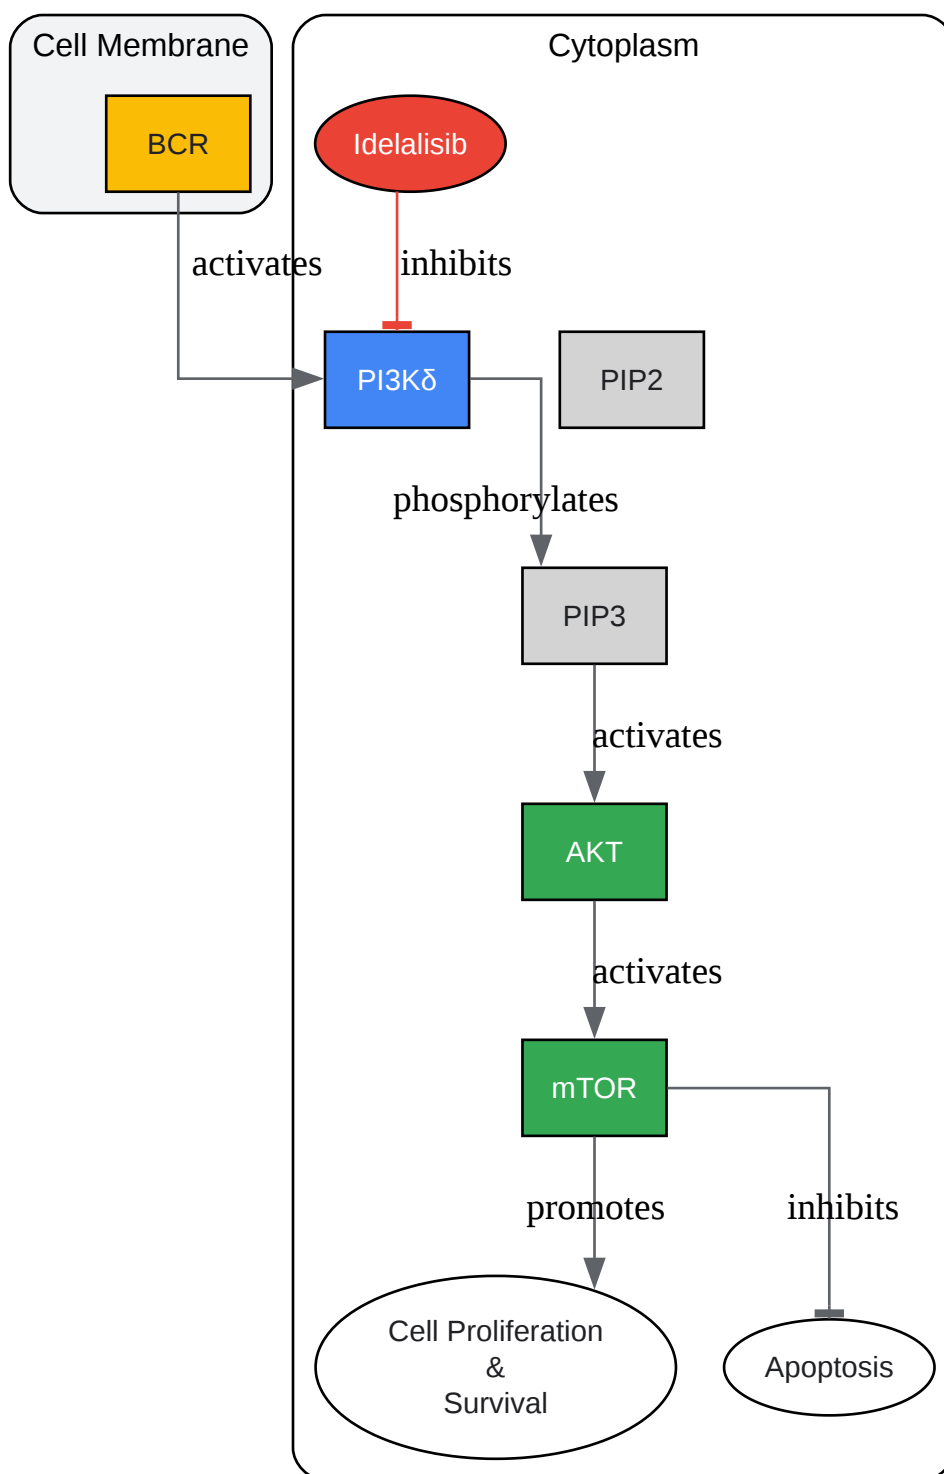 Cell Membrane
Cytoplasm
BCR
Idelalisib
activates
inhibits
PI3Kδ
PIP2
phosphorylates
PIP3
activates
AKT
activates
mTOR
promotes
inhibits
Cell Proliferation
&
Survival
Apoptosis